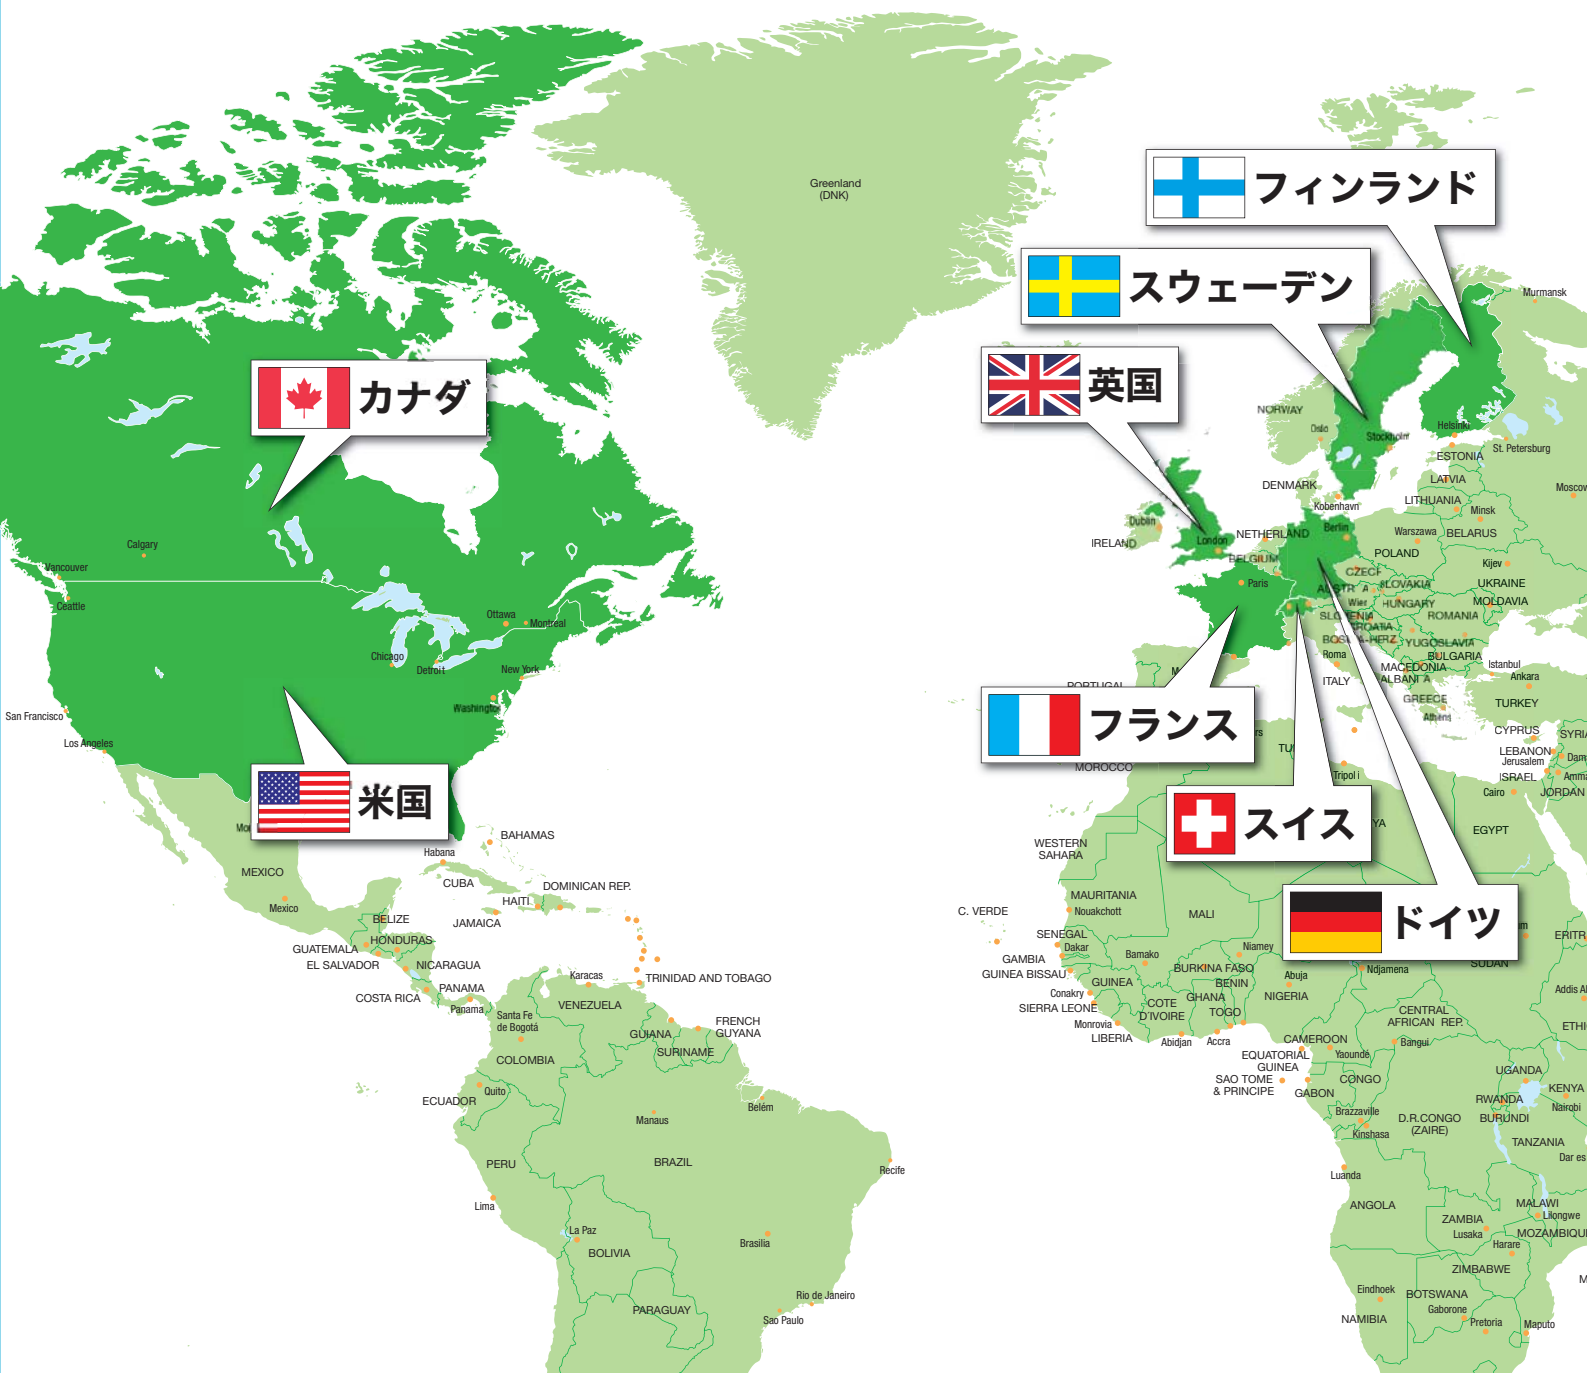 Greenland
(DNK)
フィンランド
スウェーデン
Murmansk
英国
カナダ
NORWAY
Oslo
Stockholm
Helsinki
St. Petersburg
ESTONIA
LATVIA
DENMARK
LITHUANIA
Kobenhavn
Minsk
Dublin
IRELAND
London
NETHERLAND
Berlin
Warszawa
BELARUS
POLAND
BELGIUM
Kijev
Paris
UKRAINE
MOLDAVIA
HUNGARY
ROMANIA
YUGOSLAVIA
BULGARIA
Roma
MACEDONIA
ITALY
GREECE
Athens
Istanbul
Ankara
TURKEY
CYPRUS
LEBANON
Jerusalem
ISRAEL
Cairo
JORDAN
EGYPT
Calgary
Vancouver
Ceattle
Ottawa
Montreal
Chicago
Detroit
New York
Washington
San Francisco
Los Angeles
フランス
MOROCCO
Tripoli
スイス
米国
ドイツ
BAHAMAS
Habana
CUBA
MEXICO
Mexico
DOMINICAN REP.
HAITI
JAMAICA
BELIZE
HONDURAS
GUATEMALA
EL SALVADOR
NICARAGUA
COSTA RICA
PANAMA
Panama
TRINIDAD AND TOBAGO
Karacas
VENEZUELA
Santa Fe
de Bogotá
GUIANA
FRENCH
GUYANA
SURINAME
COLOMBIA
Quito
ECUADOR
Manaus
Belém
PERU
BRAZIL
Recife
Lima
La Paz
BOLIVIA
Brasilia
PARAGUAY
Rio de Janeiro
Sao Paulo
WESTERN
SAHARA
MAURITANIA
Nouakchott
C. VERDE
MALI
SENEGAL
Dakar
GAMBIA
GUINEA BISSAU
Bamako
Niamey
BURKINA FASO
GUINEA
BENIN
Abuja
NIGERIA
Ndjamena
SUDAN
Conakry
SIERRA LEONE
COTE
D'IVOIRE
GHANA
TOGO
Monrovia
LIBERIA
Abidjan
Accra
CENTRAL
AFRICAN REP.
CAMEROON
Yaoundé
Bangui
EQUATORIAL
GUINEA
SAO TOME
& PRINCIPE
GABON
CONGO
UGANDA
KENYA
Nairobi
RWANDA
BURUNDI
Brazzaville
Kinshasa
D.R.CONGO
(ZAIRE)
TANZANIA
Dar es
Luanda
ANGOLA
MALAWI
Lilongwe
ZAMBIA
Lusaka
Harare
ZIMBABWE
Eindhoek
BOTSWANA
Gaborone
NAMIBIA
Pretoria
Maputo